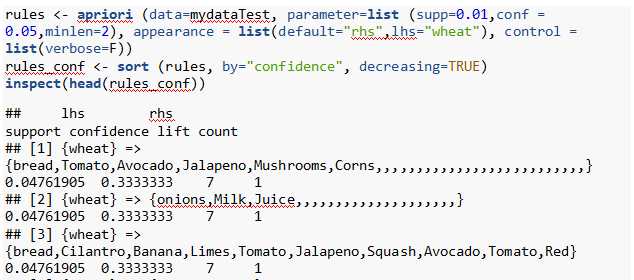 rules <- apriori (data=mydataTest, parameter=list (supp=0.01,conf =
0.05,minlen=2), appearance = list(default="rhs",lhs="wheat"), control =
list(verbose=F))
rules_conf <- sort (rules, by="confidence", decreasing=TRUE)
inspect(head(rules_conf))
## lhs rhs
support confidence lift count
## [1] {wheat} =>
{bread,Tomato,Avocado,Jalapeno,Mushrooms,Corns,,,,,,,,,,,,,,,,,,,,,,,,,,}
0.04761905 0.3333333 7 1
## [2] {wheat} => {onions,Milk,Juice,,,,,,,,,,,,,,,,,,,,}
0.04761905 0.3333333 7 1
## [3] {wheat} =>
{bread,Cilantro,Banana,Limes,Tomato,Jalapeno,Squash,Avocado,Tomato,Red}
0.04761905 0.3333333 7 1